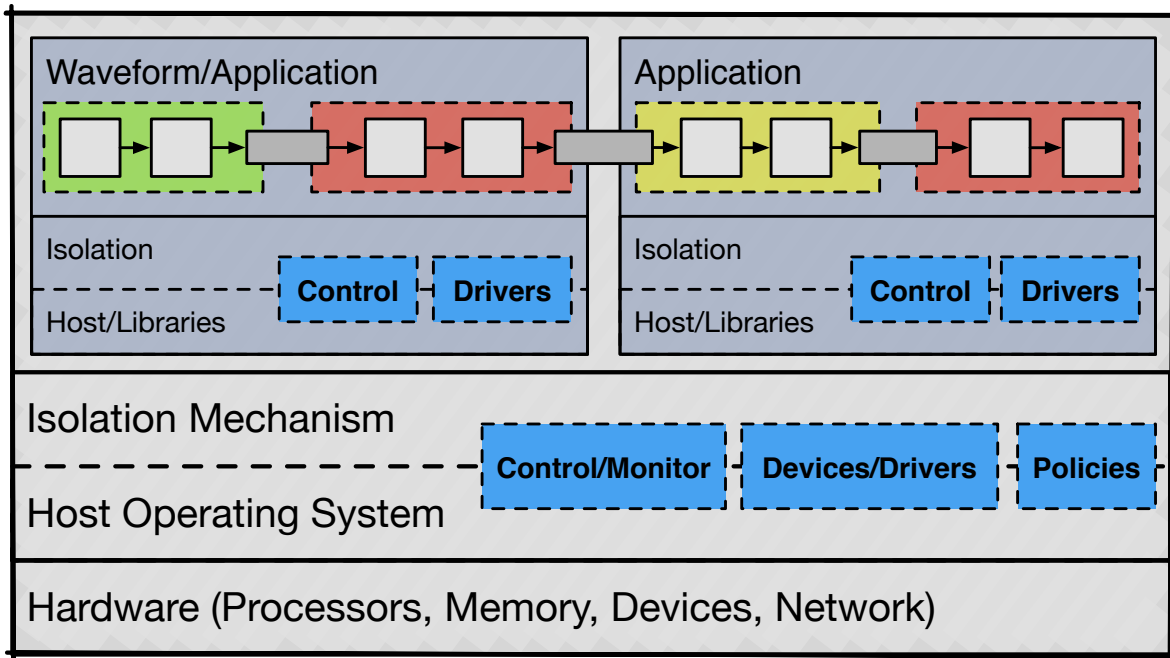 Waveform/Application
Isolation
Control
Drivers
Host/Libraries
Application
Isolation
Control
Drivers
Host/Libraries
Isolation Mechanism
Control/Monitor
Devices/Drivers
Policies
Host Operating System
Hardware (Processors, Memory, Devices, Network)